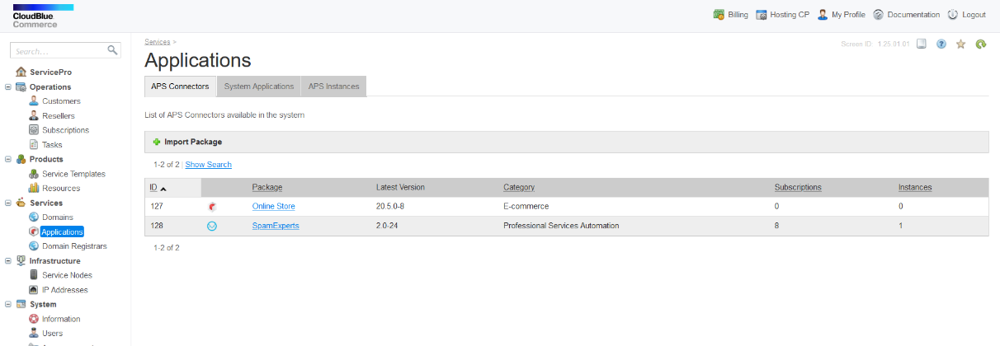 CloudBlue
Commerce
Billing Hosting CP My Profile Documentation Logout
Search...
ServicePro
Operations
Customers
Resellers
Subscriptions
Tasks
Products
Service Templates
Resources
Services
Domains
Applications
Domain Registrars
Infrastructure
Service Nodes
IP Addresses
System
Information
Users
Services >
Screen ID: 1.25.01.01
Applications
APS Connectors System Applications APS Instances
List of APS Connectors available in the system
Import Package
1-2 of 2 | Show Search
ID Package Latest Version Category Subscriptions Instances
127 Online Store 20.5.0-8 E-commerce 0 0
128 SpamExperts 2.0-24 Professional Services Automation 8 1
1-2 of 2